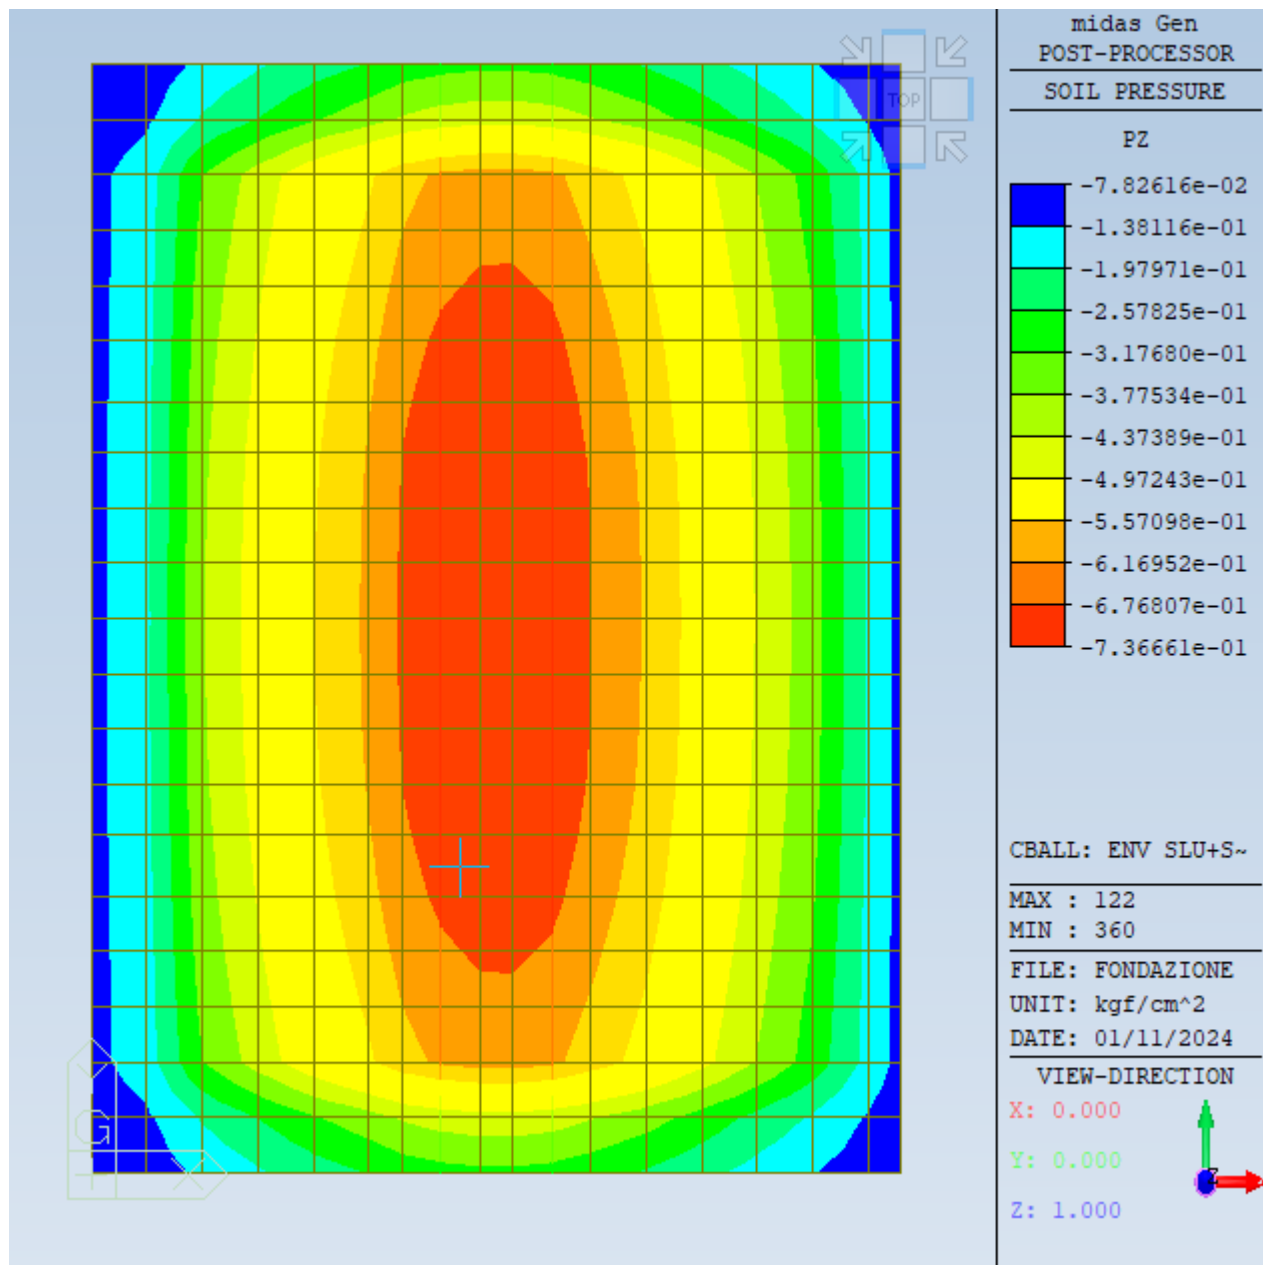 midas Gen
POST-PROCESSOR
SOIL PRESSURE
TOP
PZ
-7.82616e-02
-1.38116e-01
-1.97971e-01
-2.57825e-01
-3.17680e-01
-3.77534e-01
-4.37389e-01
-4.97243e-01
-5.57098e-01
-6.16952e-01
-6.76807e-01
-7.36661e-01
CBALL: ENV SLU+S~
MAX : 122
MIN : 360
FILE: FONDAZIONE
UNIT: kgf/cm^2
DATE: 01/11/2024
VIEW-DIRECTION
X: 0.000
Y: 0.000
Z: 1.000
Z
G
X
Y